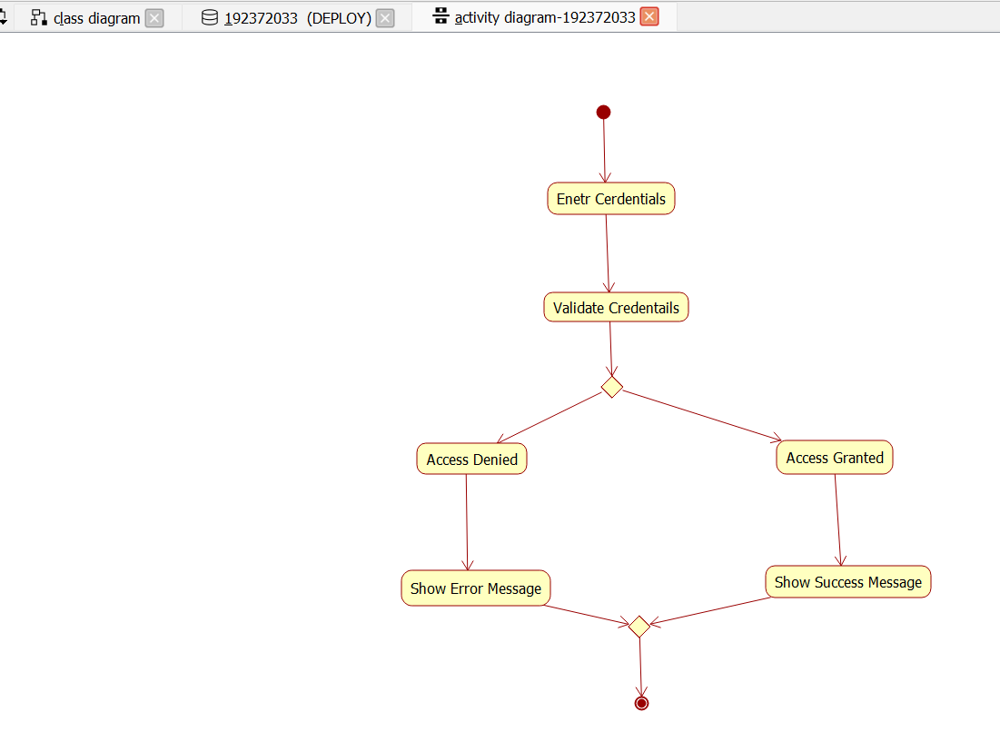 class diagram
192372033 (DEPLOY)
activity diagram-192372033
Enetr Cerdentials
Validate Credentails
Access Denied
Access Granted
Show Error Message
Show Success Message